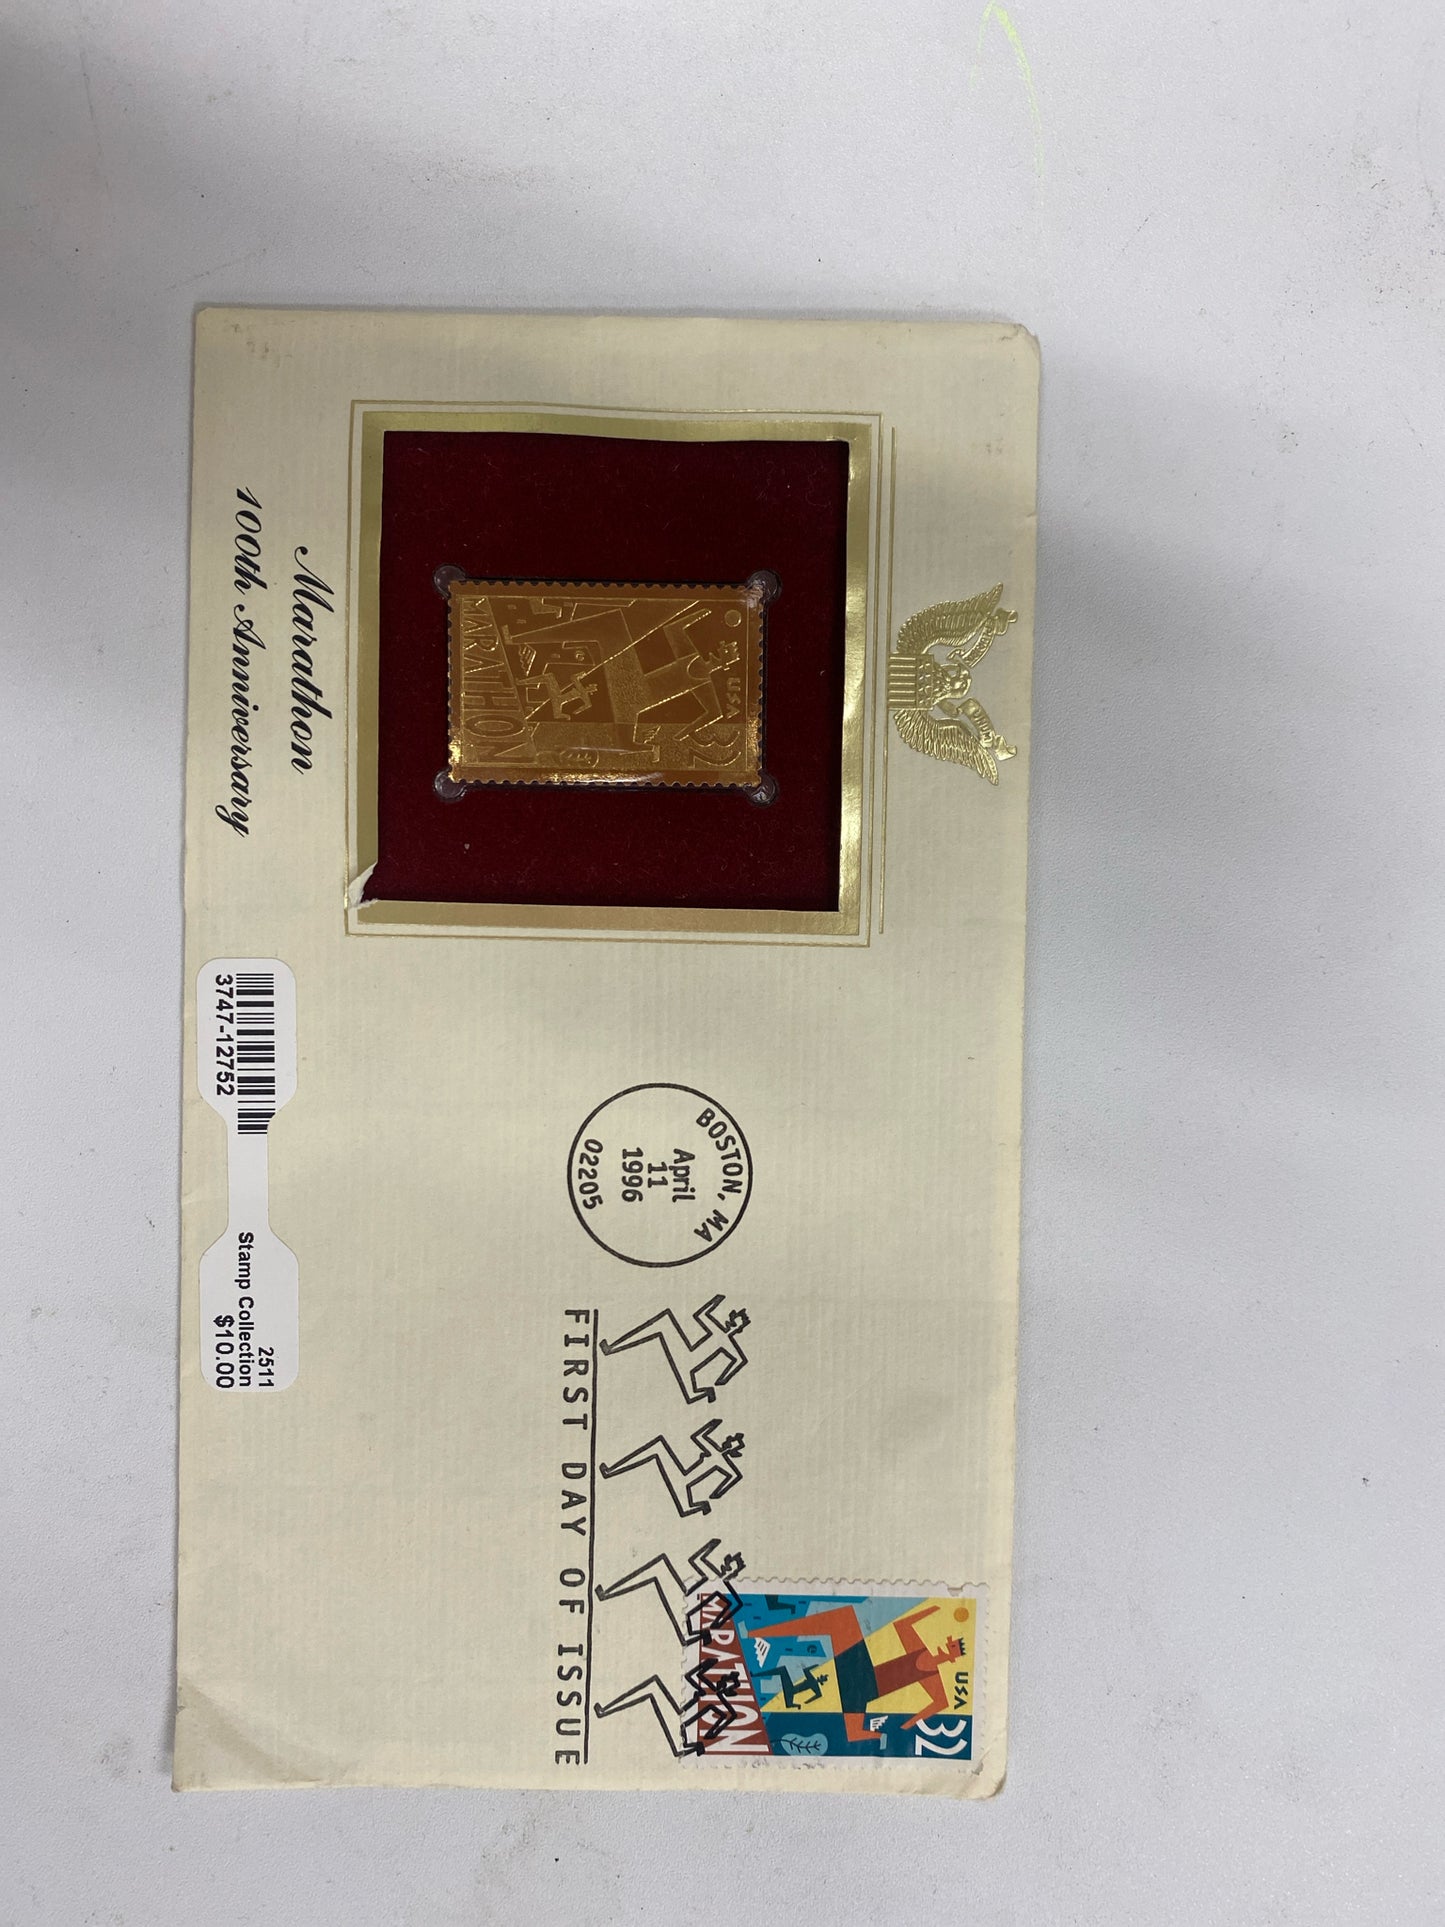 USA
32
MARATHON
Marathon
100th Anniversary
BOSTON, MA
April
11
1996
02205
FIRST DAY OF ISSUE
USA
32
MARATHON
3747-12752
2511
Stamp Collection
$10.00